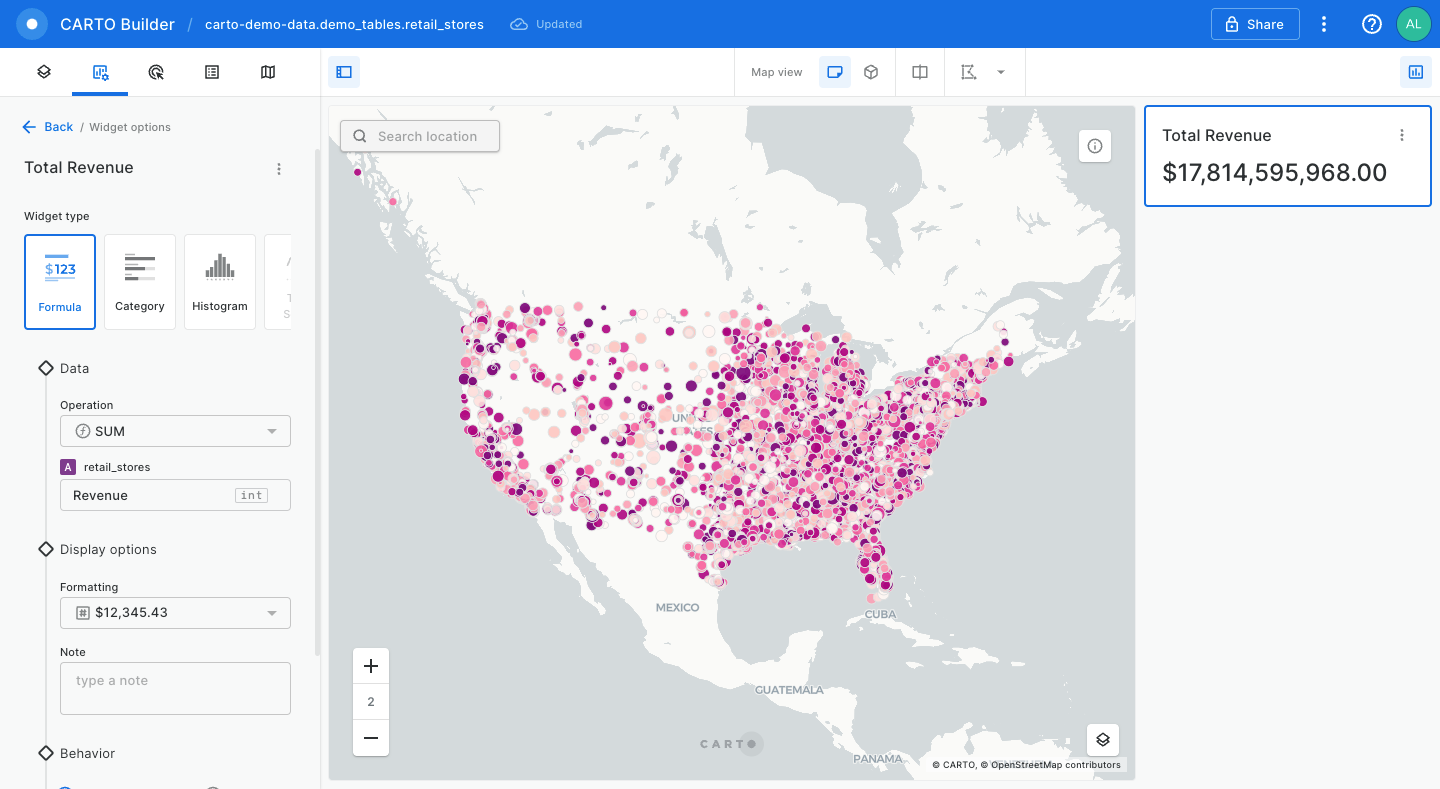 CARTO Builder / carto-demo-data.demo_tables.retail_stores Updated
Share
AL
Map view
Back / Widget options
Total Revenue
Widget type
$123
Formula
Category
Histogram
Data
Operation
SUM
A retail_stores
Revenue int
Display options
Formatting
$12,345.43
Note
type a note
Behavior
Search location
MEXICO
CUBA
GUATEMALA
PANAMA
2
CARTO
© CARTO, © OpenStreetMap contributors
Total Revenue
$17,814,595,968.00